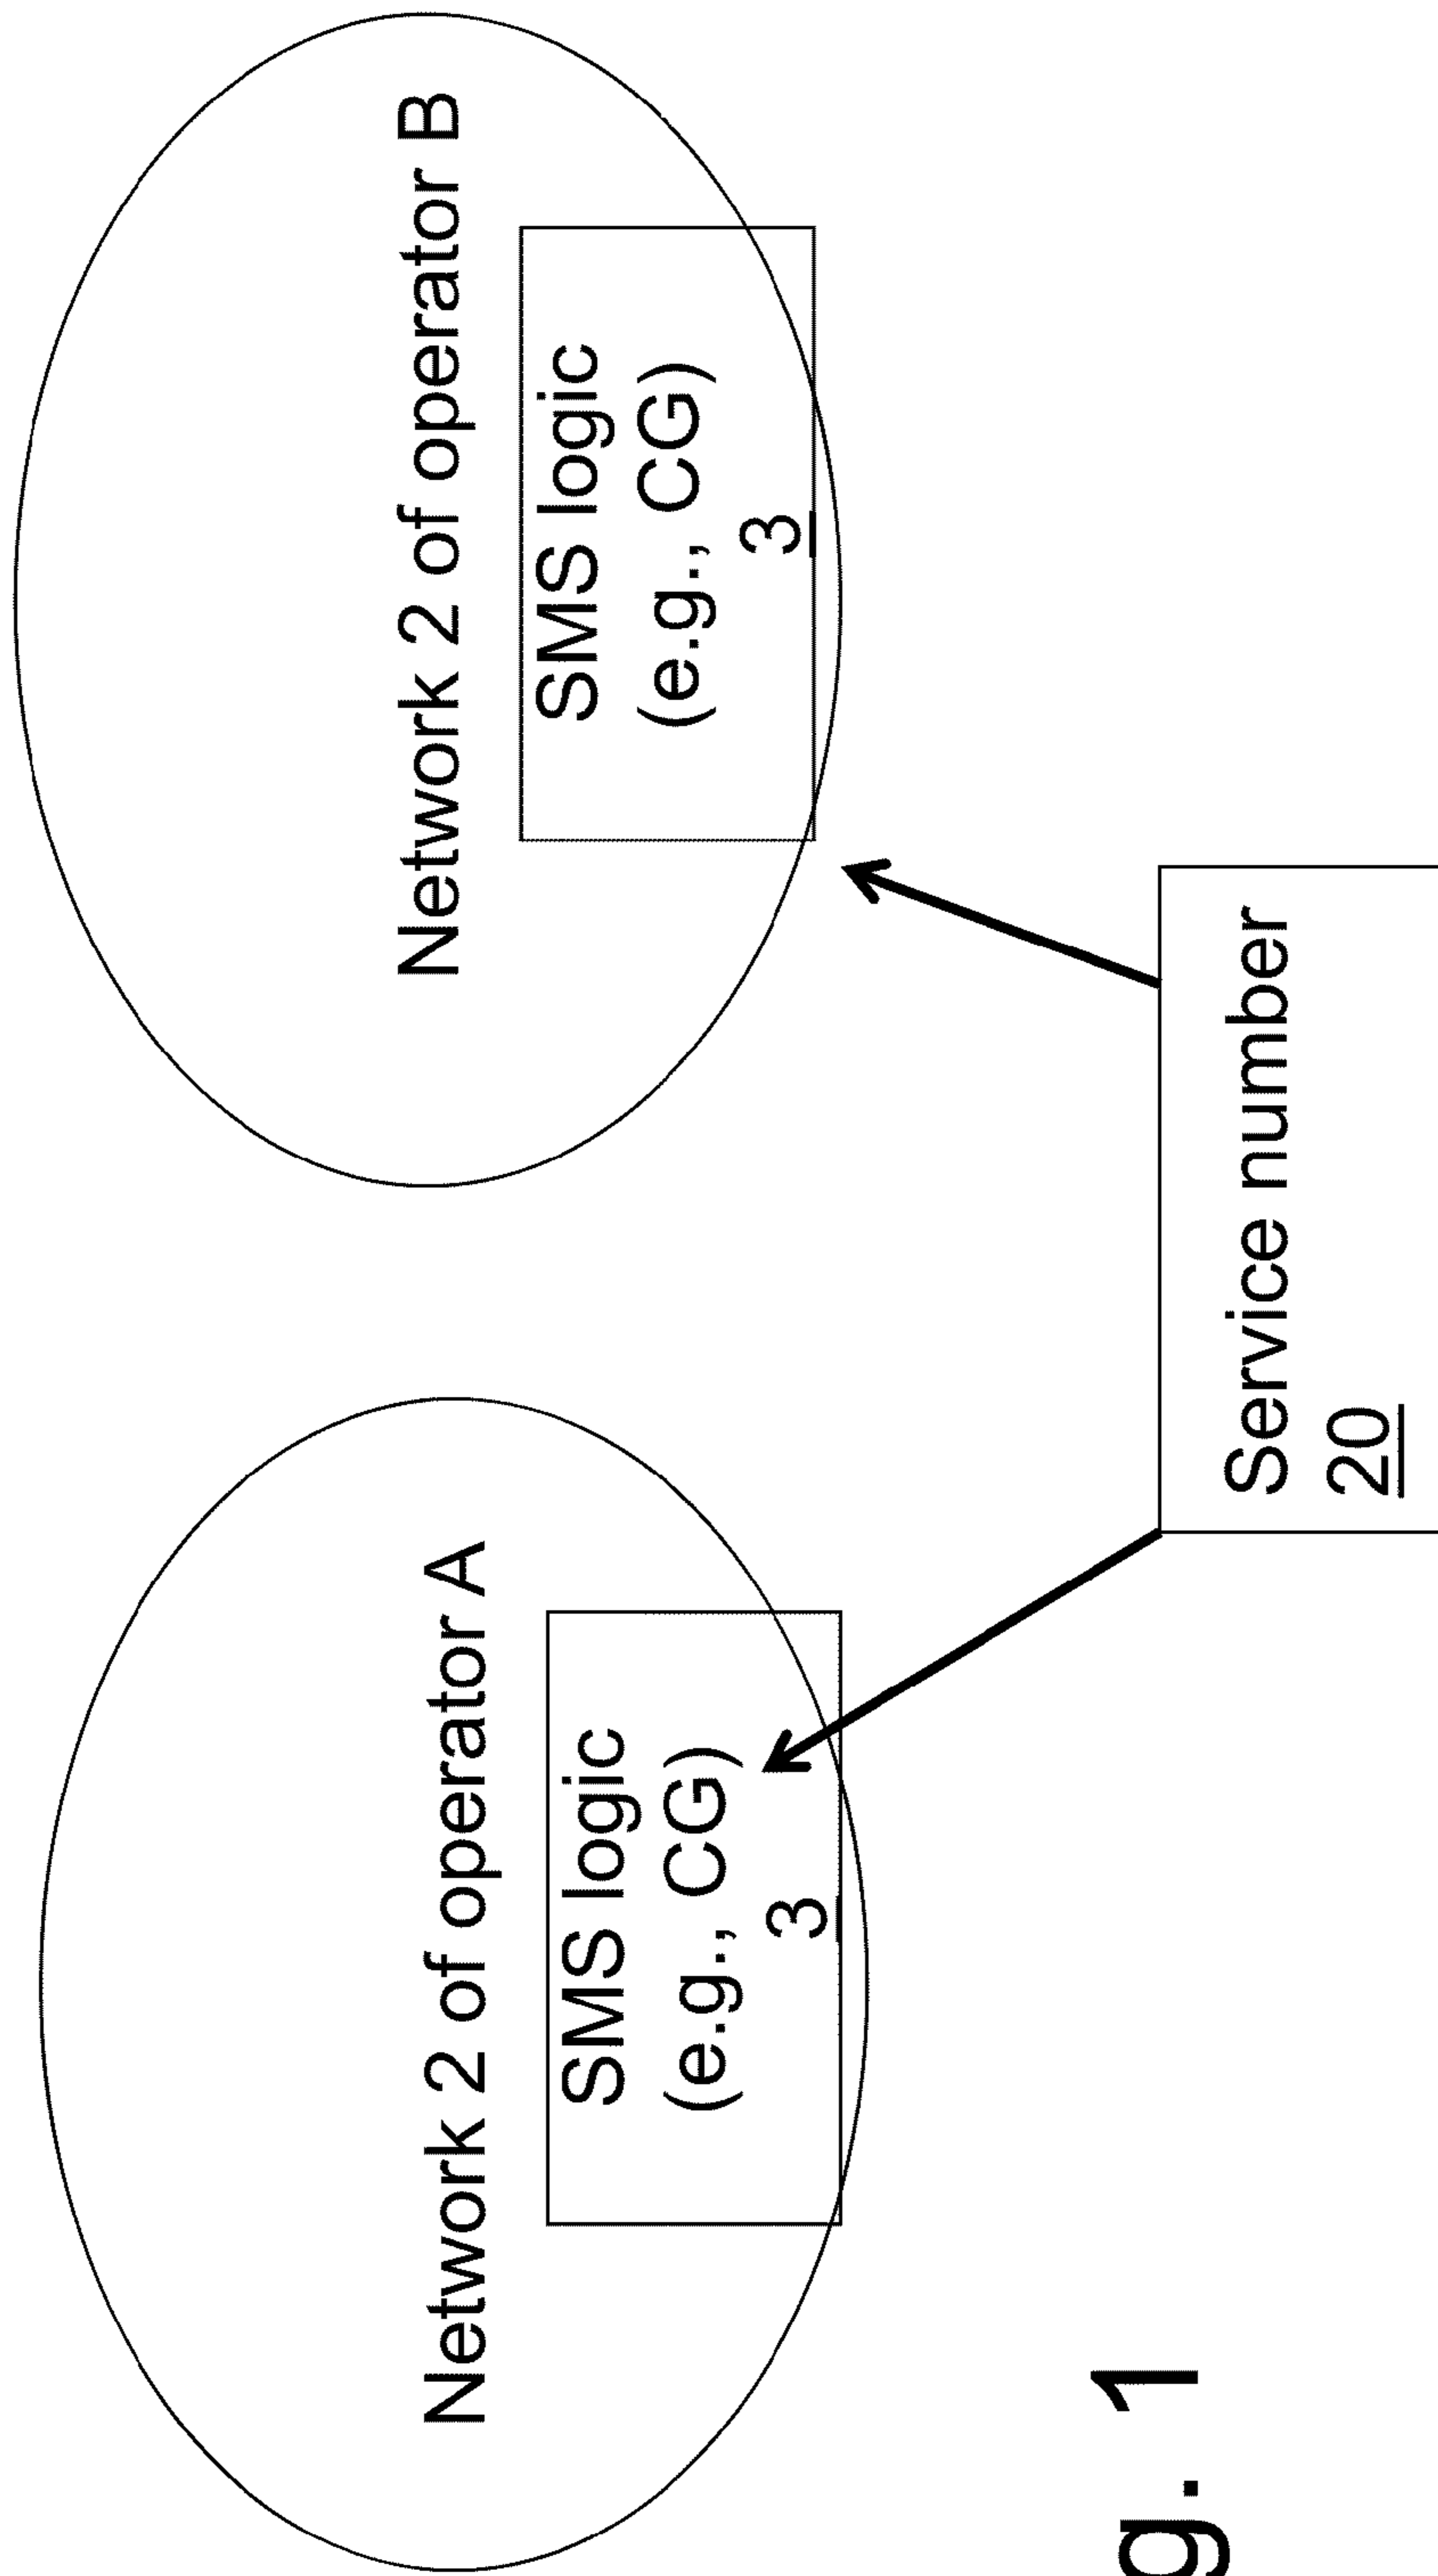 Network 2 of operator A
SMS logic
(e.g., CG)
3
Network 2 of operator B
SMS logic
(e.g., CG)
3
Service number
20
g. 1